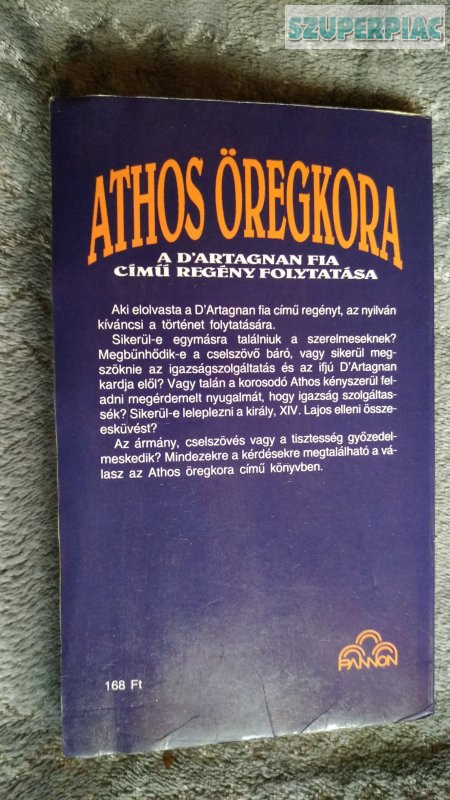 SZUPERPIAC
ATHOS ÖREGKORA
A D'ARTAGNAN FIA
CÍMŰ REGÉNY FOLYTATÁSA
Aki elolvasta a D'Artagnan fia című regényt, az nyilván
kíváncsi a történet folytatására.
Sikerül-e egymásra találniuk a szerelmeseknek?
Megbűnhődik-e a cselszövő báró, vagy sikerül meg-
szöknie az igazságszolgáltatás és az ifjú D'Artagnan
kardja elől? Vagy talán a korosodó Athos kényszerül fel-
adni megérdemelt nyugalmát, hogy igazság szolgáltas-
sék? Sikerül-e leleplezni a király, XIV. Lajos elleni össze-
esküvést?
Az ármány, cselszövés vagy a tisztesség győzedel-
meskedik? Mindezekre a kérdésekre megtalálható a vá-
lasz az Athos öregkora című könyvben.
PANNON
168 Ft